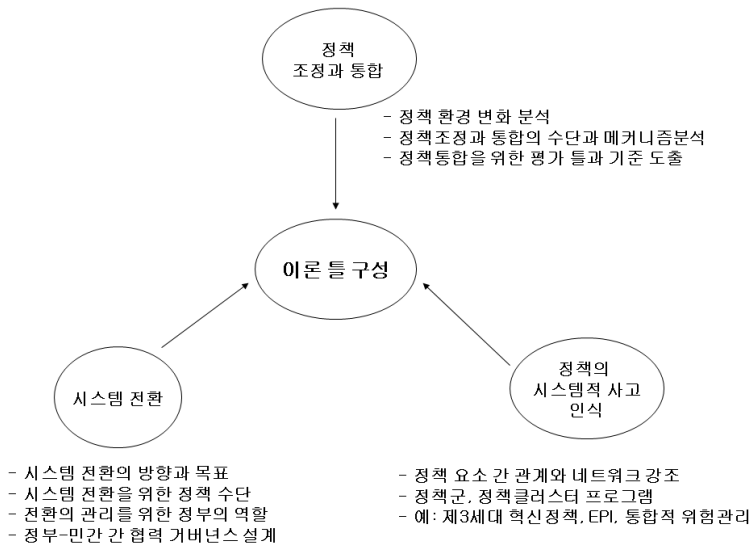 정책
조정과 통합
- 정책 환경 변화 분석
- 정책조정과 통합의 수단과 메커니즘분석
- 정책통합을 위한 평가 틀과 기준 도출
이론 틀 구성
시스템 전환
- 시스템 전환의 방향과 목표
- 시스템 전환을 위한 정책 수단
- 전환의 관리를 위한 정부의 역할
- 정부-민간 간 협력 거버넌스 설계
정책의
시스템적 사고
인식
- 정책 요소 간 관계와 네트워크 강조
- 정책군, 정책클러스터 프로그램
- 예: 제3세대 혁신정책, EPI, 통합적 위험관리